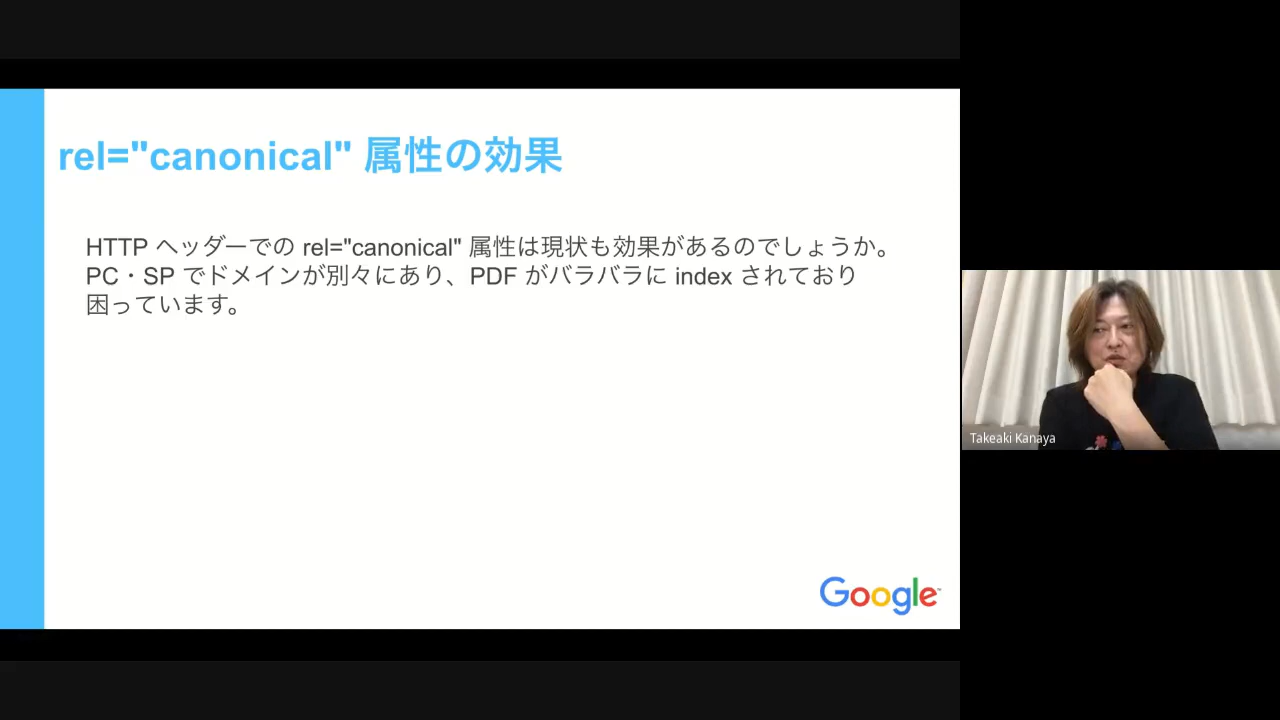 rel="canonical" 属性の効果
HTTP ヘッダーでの rel="canonical" 属性は現状も効果があるのでしょうか。
PC・SP でドメインが別々にあり、PDF がバラバラに index されており
困っています。
Google
Takeaki Kanaya